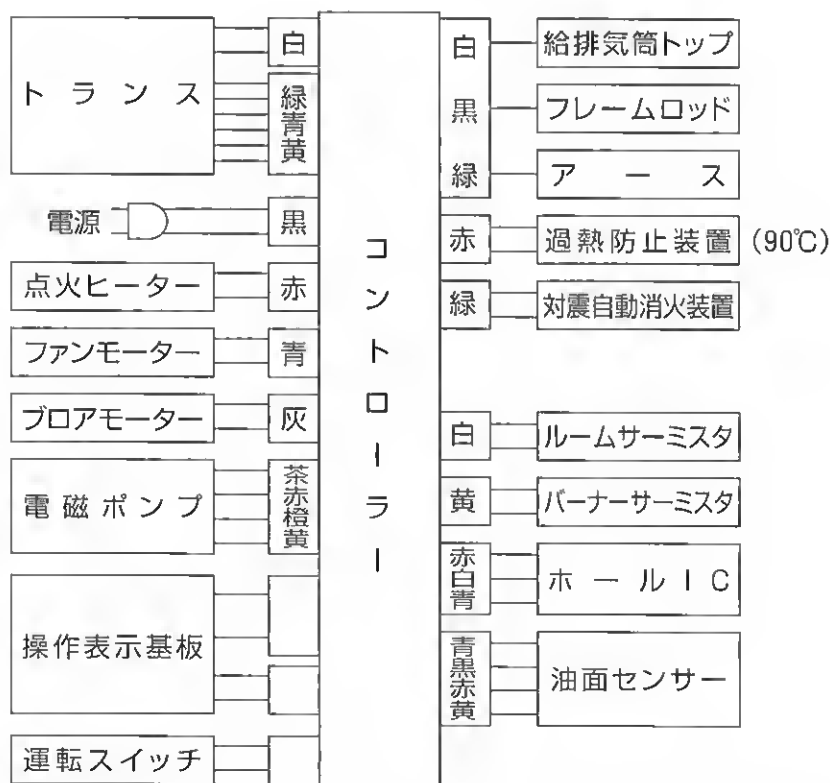 トランス
白
緑
青
黄
電源
黒
点火ヒーター
赤
ファンモーター
青
ブロアモーター
灰
電磁ポンプ
茶
赤
橙
黄
操作表示基板
運転スイッチ
コントローラー
白
給排気筒トップ
黒
フレームロッド
緑
アース
赤
過熱防止装置 (90℃)
緑
対震自動消火装置
白
ルームサーミスタ
黄
バーナーサーミスタ
赤
白
青
ホールIC
青
黒
赤
黄
油面センサー